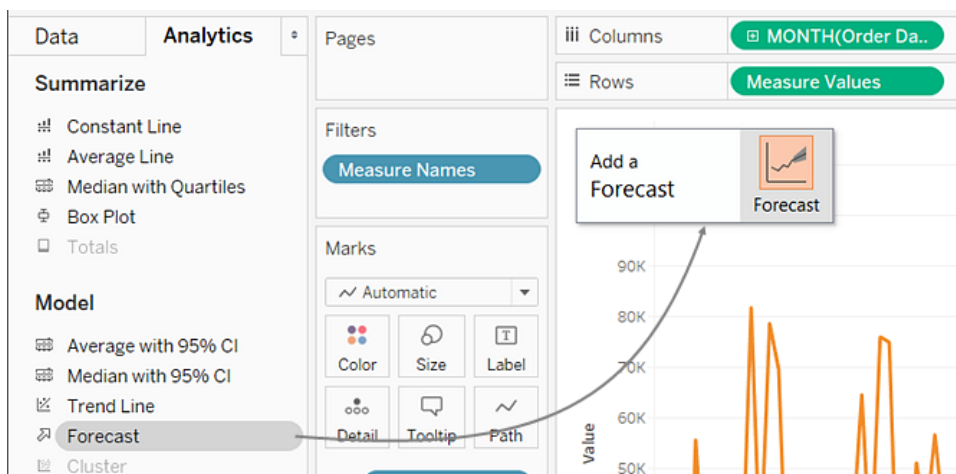 Data
Analytics
Summarize
Constant Line
Average Line
Median with Quartiles
Box Plot
Totals
Model
Average with 95% CI
Median with 95% CI
Trend Line
Forecast
Cluster
Pages
Filters
Measure Names
Marks
Automatic
Color
Size
Label
Detail
Tooltip
Path
Columns
MONTH(Order Da..
Rows
Measure Values
Add a
Forecast
Forecast
90K
80K
70K
60K
50K
Value